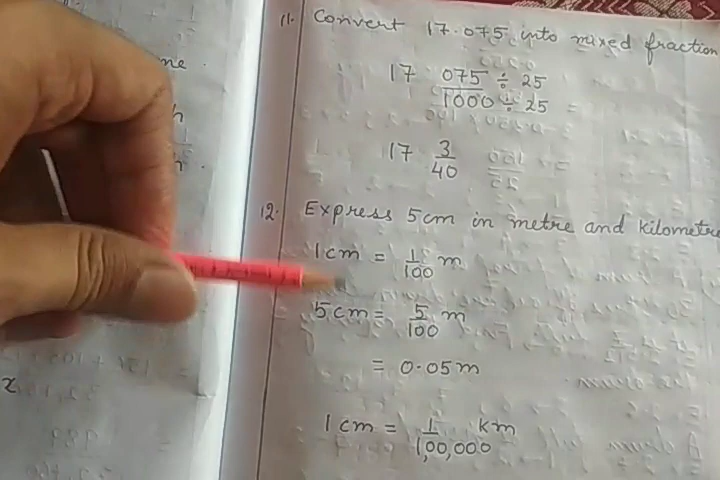 11. Convert 17.075 into mixed fraction
17 075 ÷ 25
1000 ÷ 25
17 3/40
12. Express 5cm in metre and kilometre
1cm = 1/100 m
5cm = 5/100 m
= 0.05m
1cm = 1/1,00,000 km